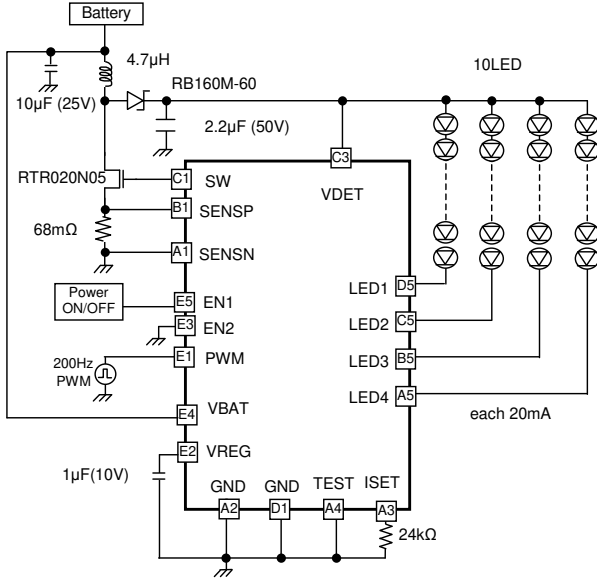 Battery
4.7µH
10µF (25V)
RB160M-60
10LED
2.2µF (50V)
RTR020N05
C1
SW
C3
VDET
B1
SENSP
68mΩ
A1
SENSN
Power
ON/OFF
E5
EN1
E3
EN2
200Hz
PWM
E1
PWM
E4
VBAT
E2
VREG
1µF(10V)
LED1
D5
LED2
C5
LED3
B5
LED4
A5
each 20mA
GND
GND
TEST
ISET
A2
D1
A4
A3
24kΩ